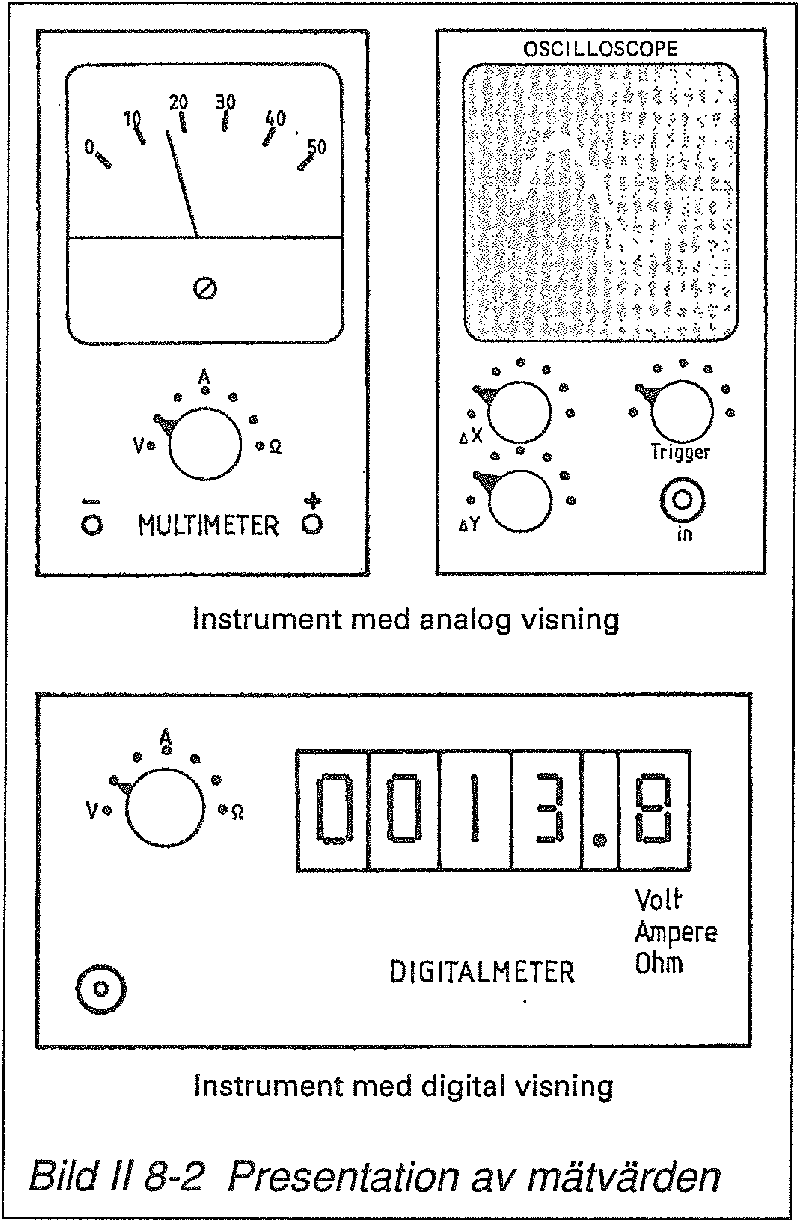 0 10 20 30 40 50
A
V Ω
- +
MULTIMETER
OSCILLOSCOPE
ΔX
Trigger
ΔY
in
Instrument med analog visning
A
V Ω
0013.8
Volt
Ampere
Ohm
DIGITALMETER
Instrument med digital visning
Bild II 8-2 Presentation av mätvärden